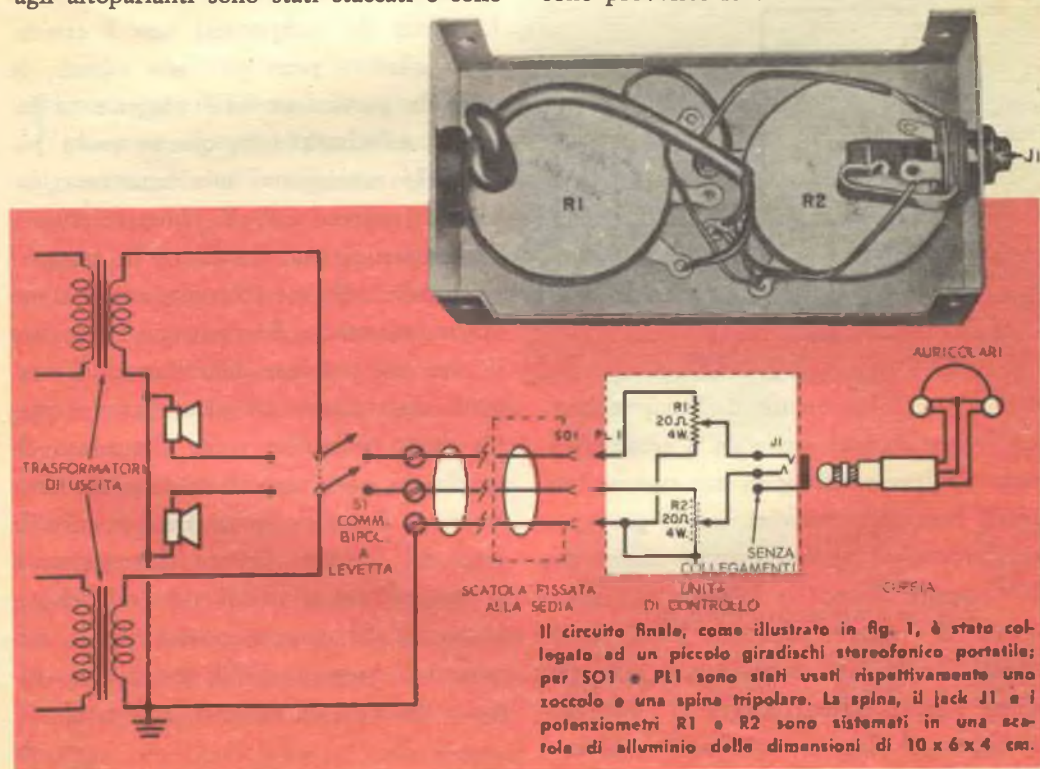 agli altoparlanti sono stati staccati e sono
J1
R1
R2
AURICOLARI
TRASFORMATORI
DI USCITA
S1
COMM.
BIPOL.
A
LEVETTA
SO1 PL1
R1
20Ω
4W.
R2
20Ω
4W.
J1
SENZA
COLLEGAMENTI
SCATOLA FISSATA
ALLA SEDIA
UNITÀ
DI CONTROLLO
CUFFIA
Il circuito finale, come illustrato in fig. 1, è stato col-
legato ad un piccolo giradischi stereofonico portatile;
per SO1 e PL1 sono stati usati rispettivamente uno
zoccolo e una spina tripolare. La spina, il jack J1 e i
potenziometri R1 e R2 sono sistemati in una sca-
tola di alluminio delle dimensioni di 10 x 6 x 4 cm.